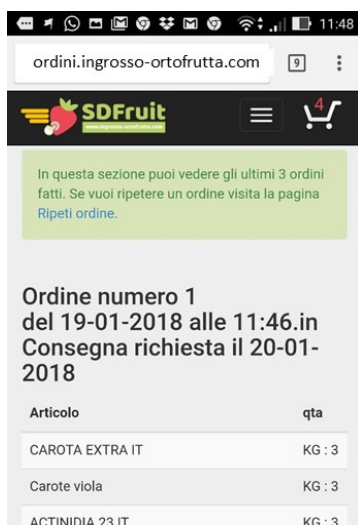 11:48
ordini.ingrosso-ortofrutta.com
9
SDFruit
www.ingrosso-ortofrutta.com
4
In questa sezione puoi vedere gli ultimi 3 ordini
fatti. Se vuoi ripetere un ordine visita la pagina
Ripeti ordine.
Ordine numero 1
del 19-01-2018 alle 11:46.in
Consegna richiesta il 20-01-
2018
Articolo qta
CAROTA EXTRA IT KG : 3
Carote viola KG : 3
ACTINIDIA 23 IT KG : 3